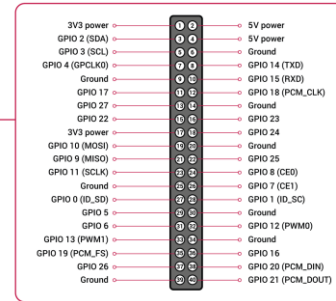 3V3 power 1 2 5V power
GPIO 2 (SDA) 3 4 5V power
GPIO 3 (SCL) 5 6 Ground
GPIO 4 (GPCLK0) 7 8 GPIO 14 (TXD)
Ground 9 10 GPIO 15 (RXD)
GPIO 17 11 12 GPIO 18 (PCM_CLK)
GPIO 27 13 14 Ground
GPIO 22 15 16 GPIO 23
3V3 power 17 18 GPIO 24
GPIO 10 (MOSI) 19 20 Ground
GPIO 9 (MISO) 21 22 GPIO 25
GPIO 11 (SCLK) 23 24 GPIO 8 (CE0)
Ground 25 26 GPIO 7 (CE1)
GPIO 0 (ID_SD) 27 28 GPIO 1 (ID_SC)
GPIO 5 29 30 Ground
GPIO 6 31 32 GPIO 12 (PWM0)
GPIO 13 (PWM1) 33 34 Ground
GPIO 19 (PCM_FS) 35 36 GPIO 16
GPIO 26 37 38 GPIO 20 (PCM_DIN)
Ground 39 40 GPIO 21 (PCM_DOUT)